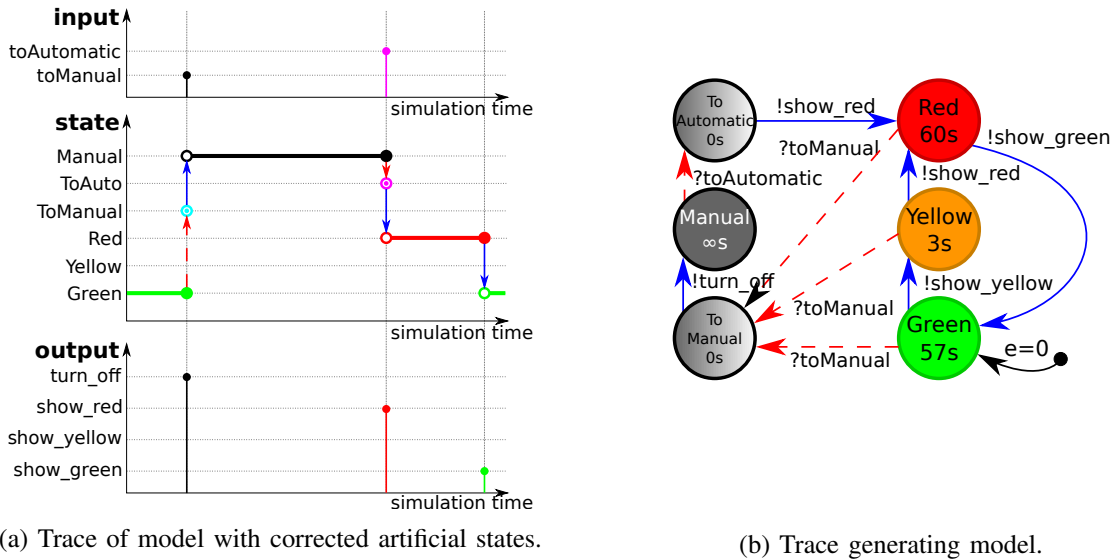 input
toAutomatic
toManual
simulation time
state
Manual
ToAuto
ToManual
Red
Yellow
Green
simulation time
output
turn_off
show_red
show_yellow
show_green
simulation time
(a) Trace of model with corrected artificial states.
To
Automatic
0s
!show_red
Red
60s
!show_green
?toManual
!show_red
?toAutomatic
Manual
∞s
Yellow
3s
!turn_off
!show_yellow
?toManual
To
Manual
0s
Green
57s
?toManual
e=0
(b) Trace generating model.